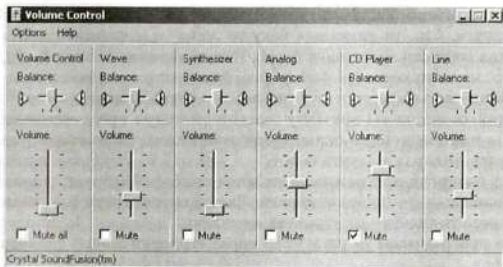 Volume Control
Options Help
Volume Control Wave Synthesizer Analog CD Player Line
Balance: Balance: Balance: Balance: Balance: Balance:
Volume: Volume: Volume: Volume: Volume: Volume:
Mute all Mute Mute Mute Mute Mute
Crystal SoundFusion(tm)